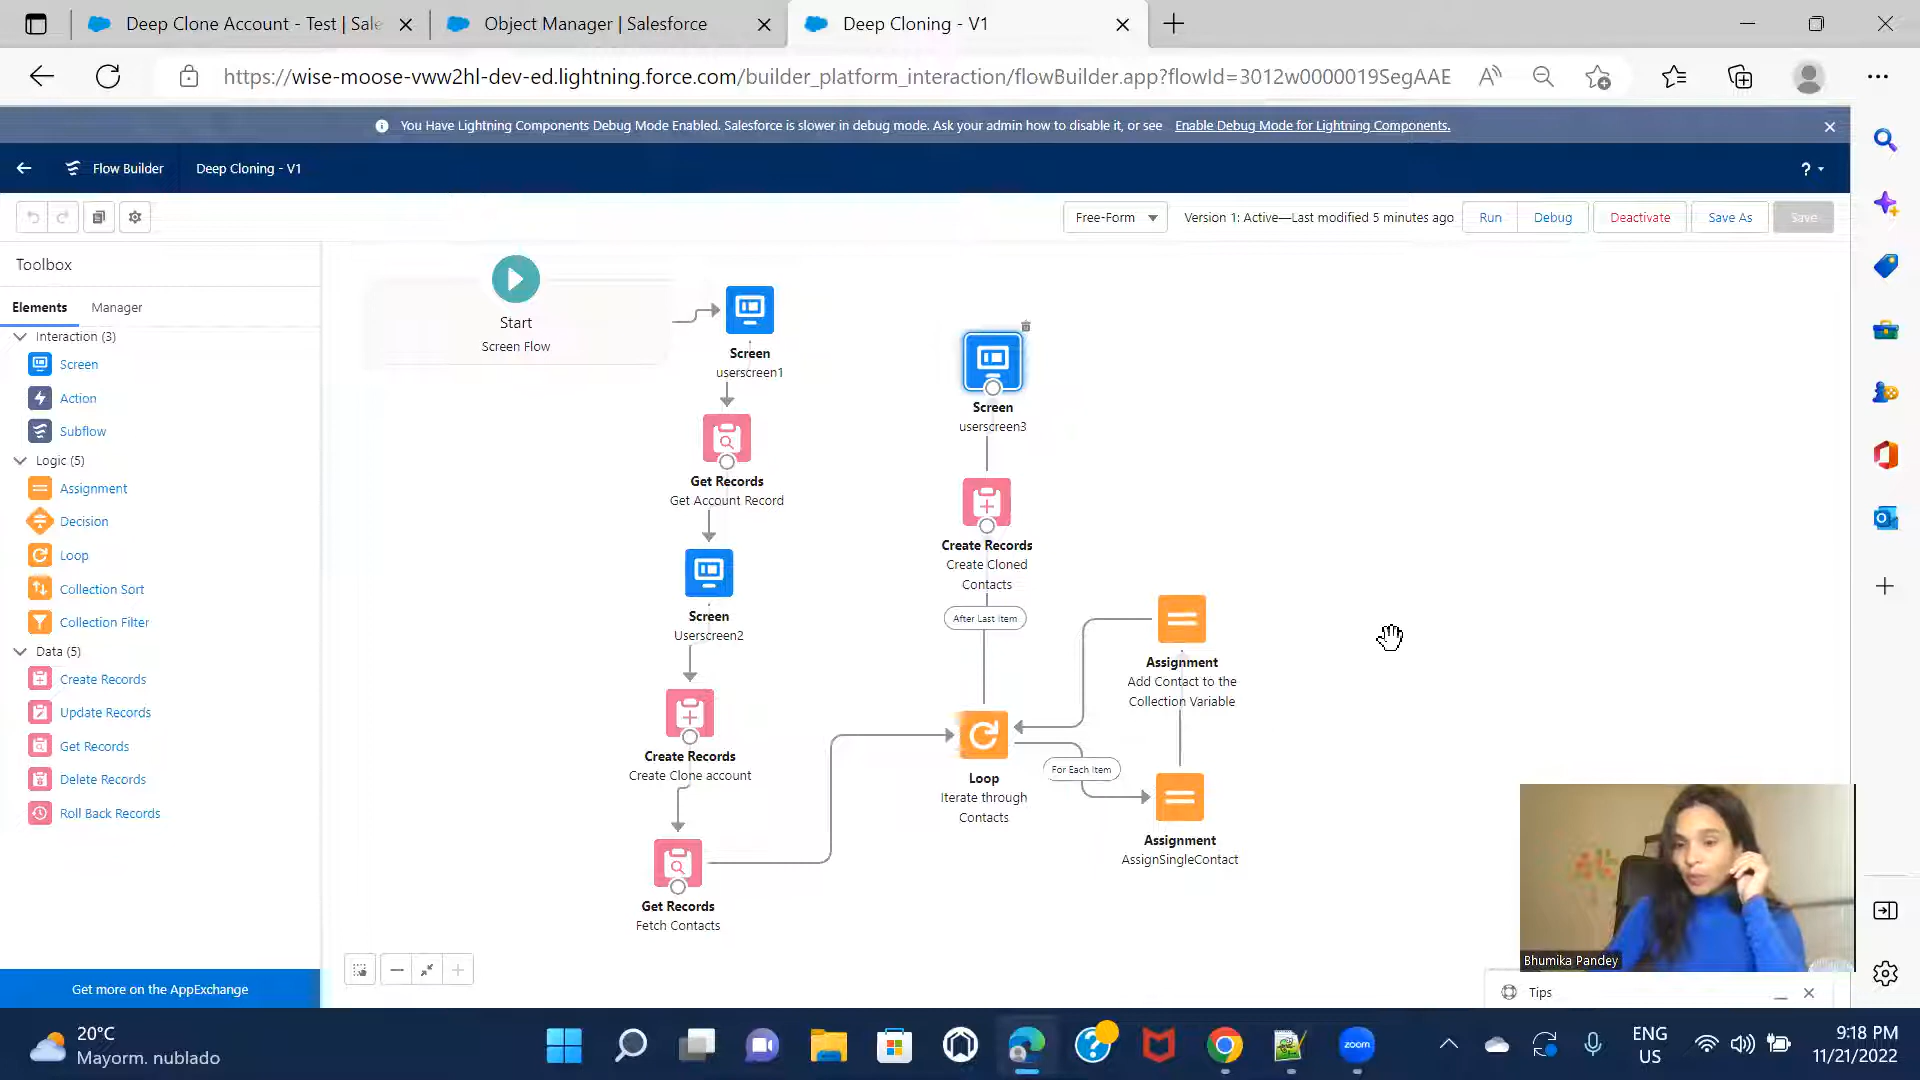 Deep Clone Account - Test | Sale
Object Manager | Salesforce
Deep Cloning - V1
https://wise-moose-vww2hl-dev-ed.lightning.force.com/builder_platform_interaction/flowBuilder.app?flowId=3012w0000019SegAAE
You Have Lightning Components Debug Mode Enabled. Salesforce is slower in debug mode. Ask your admin how to disable it, or see Enable Debug Mode for Lightning Components.
Flow Builder
Deep Cloning - V1
?
Free-Form
Version 1: Active—Last modified 5 minutes ago
Run
Debug
Deactivate
Save As
Save
Toolbox
Elements
Manager
Interaction (3)
Screen
Action
Subflow
Logic (5)
Assignment
Decision
Loop
Collection Sort
Collection Filter
Data (5)
Create Records
Update Records
Get Records
Delete Records
Roll Back Records
Get more on the AppExchange
Start
Screen Flow
Screen
userscreen1
Get Records
Get Account Record
Screen
Userscreen2
Create Records
Create Clone account
Get Records
Fetch Contacts
Screen
userscreen3
Create Records
Create Cloned
Contacts
After Last Item
Loop
Iterate through
Contacts
For Each Item
Assignment
Add Contact to the
Collection Variable
Assignment
AssignSingleContact
Bhumika Pandey
Tips
20°C
Mayorm. nublado
zoom
ENG
US
9:18 PM
11/21/2022